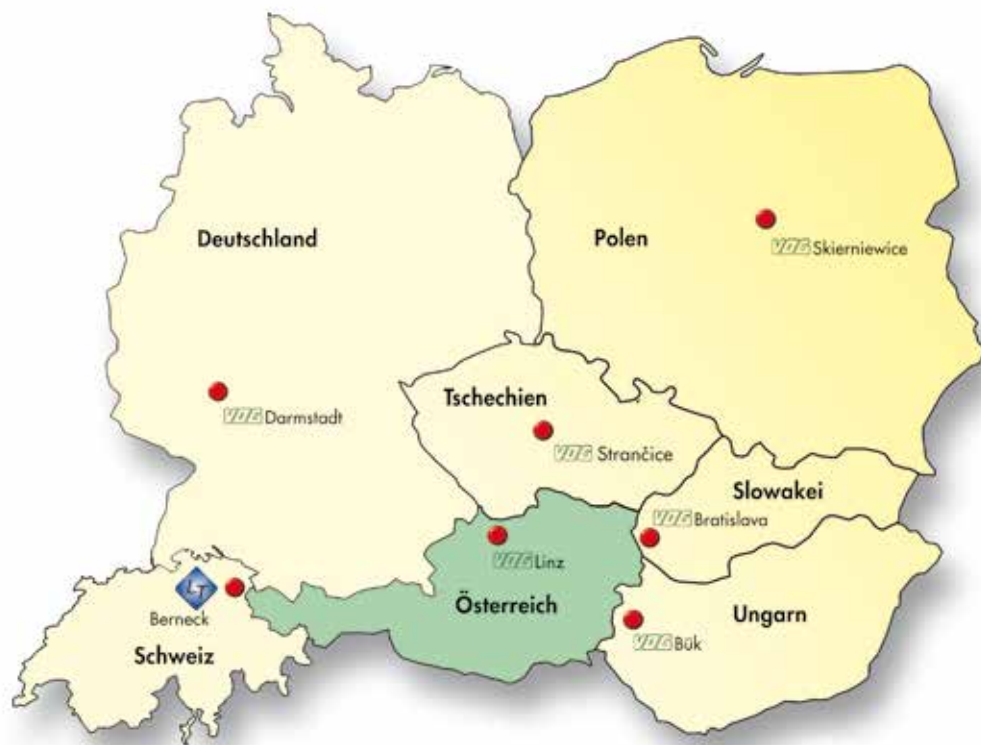 Deutschland
Polen
VOG Skierniewice
Tschechien
VOG Darmstadt
VOG Strančice
Slowakei
VOG Bratislava
VOG Linz
Österreich
Berneck
Schweiz
Ungarn
VOG Bük